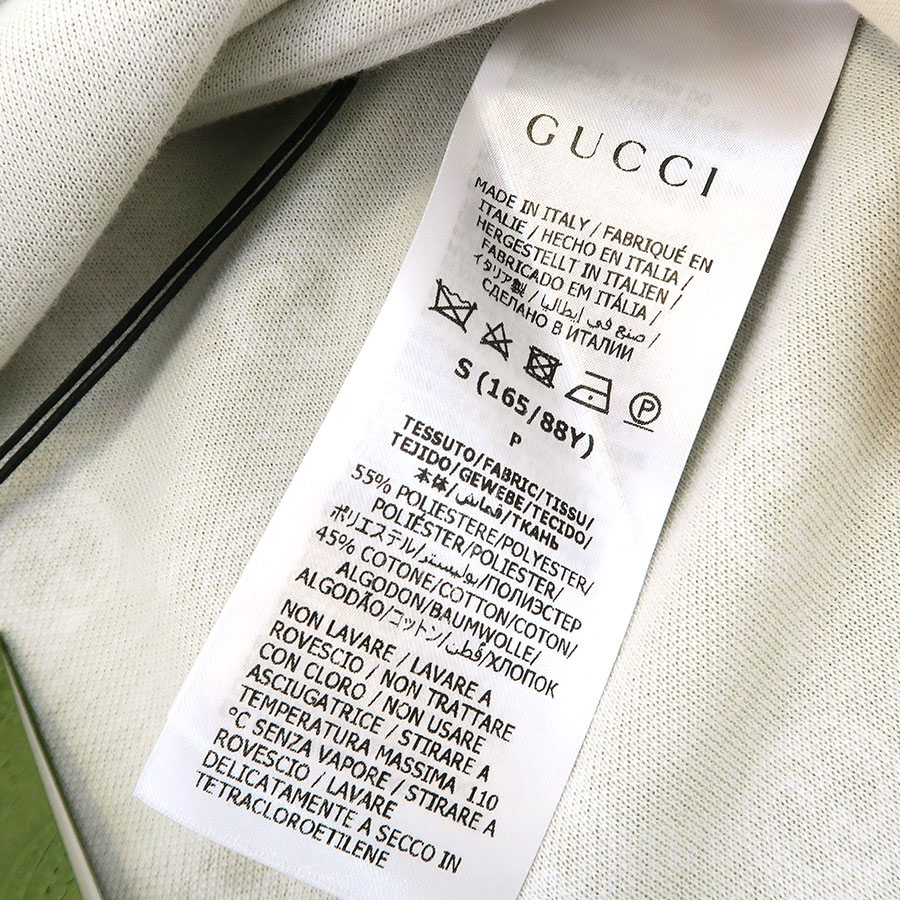 GUCCI
MADE IN ITALY / FABRIQUÉ EN
ITALIE / HECHO EN ITALIA /
HERGESTELLT IN ITALIEN /
FABRICADO EM ITÁLIA /
イタリア製 / صنع في إيطاليا /
СДЕЛАНО В ИТАЛИИ
P
S (165/88Y)
P
TESSUTO/FABRIC/TISSU/
TEJIDO/GEWEBE/TECIDO/
本体/قماش/ТКАНЬ
55% POLIESTERE/POLYESTER/
POLIÉSTER/POLIESTER/
ポリエステル/بوليستر/ПОЛИЭСТЕР
45% COTONE/COTTON/COTON/
ALGODON/BAUMWOLLE/
ALGODÃO/コットン/قطن/ХЛОПОК
NON LAVARE / LAVARE A
ROVESCIO / NON TRATTARE
CON CLORO / NON USARE
ASCIUGATRICE / STIRARE A
TEMPERATURA MASSIMA 110
°C SENZA VAPORE / STIRARE A
ROVESCIO / LAVARE
DELICATAMENTE A SECCO IN
TETRACLOROETILENE